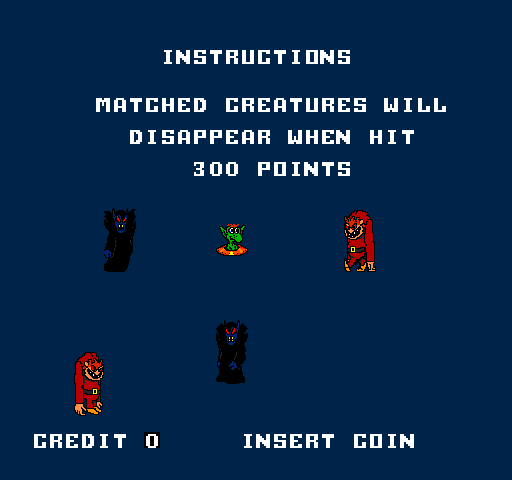 INSTRUCTIONS
MATCHED CREATURES WILL
DISAPPEAR WHEN HIT
300 POINTS
CREDIT 0 INSERT COIN